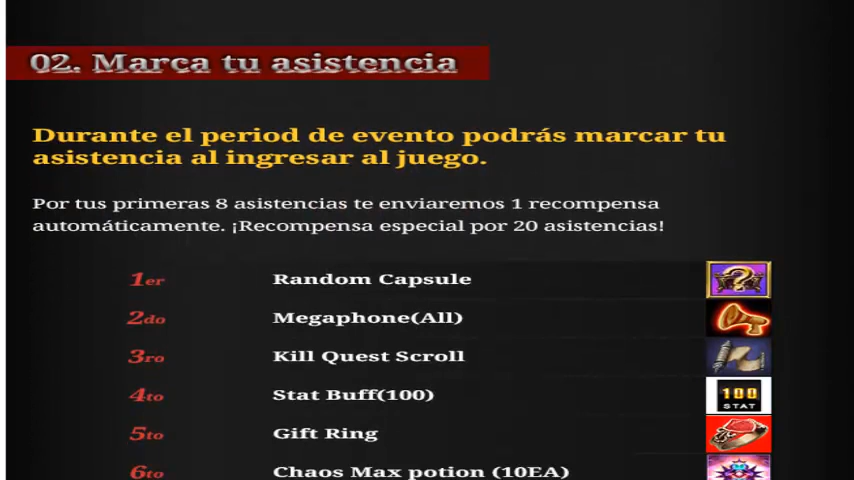 02. Marca tu asistencia
Durante el period de evento podrás marcar tu
asistencia al ingresar al juego.
Por tus primeras 8 asistencias te enviaremos 1 recompensa
automáticamente. ¡Recompensa especial por 20 asistencias!
1er Random Capsule
2do Megaphone(All)
3ro Kill Quest Scroll
4to Stat Buff(100)
100
STAT
5to Gift Ring
6to Chaos Max potion (10EA)